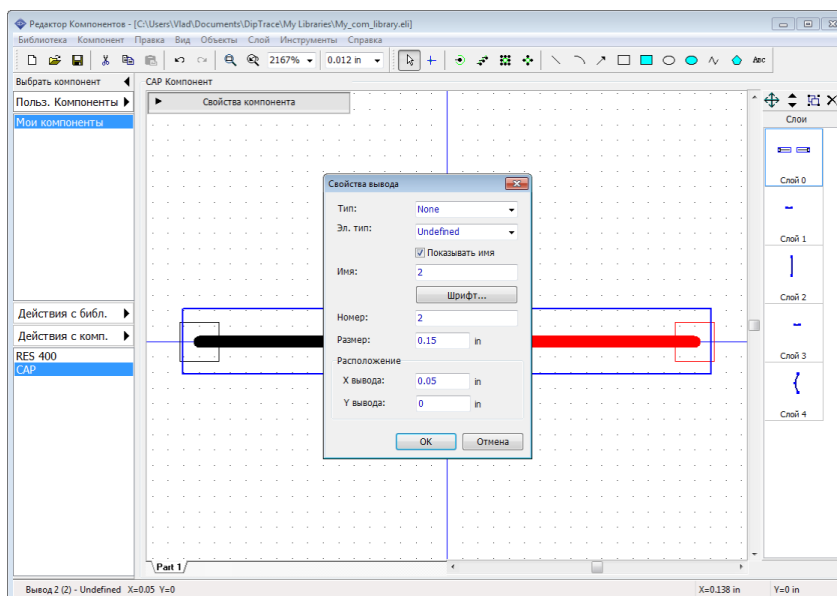 Редактор Компонентов - [C:\Users\Vlad\Documents\DipTrace\My Libraries\My_com_library.eli]
Библиотека Компонент Правка Вид Объекты Слой Инструменты Справка
2167% 0.012 in Abc
Выбрать компонент
CAP Компонент
Польз. Компоненты
Свойства компонента
Мои компоненты
Слои
Слой 0
Слой 1
Слой 2
Слой 3
Слой 4
Свойства вывода
Тип: None
Эл. тип: Undefined
Показывать имя
Имя: 2
Шрифт...
Номер: 2
Размер: 0.15 in
Расположение
X вывода: 0.05 in
Y вывода: 0 in
OK Отмена
Действия с библ.
Действия с комп.
RES 400
CAP
Part 1
Вывод 2 (2) - Undefined X=0.05 Y=0
X=0.138 in Y=0 in